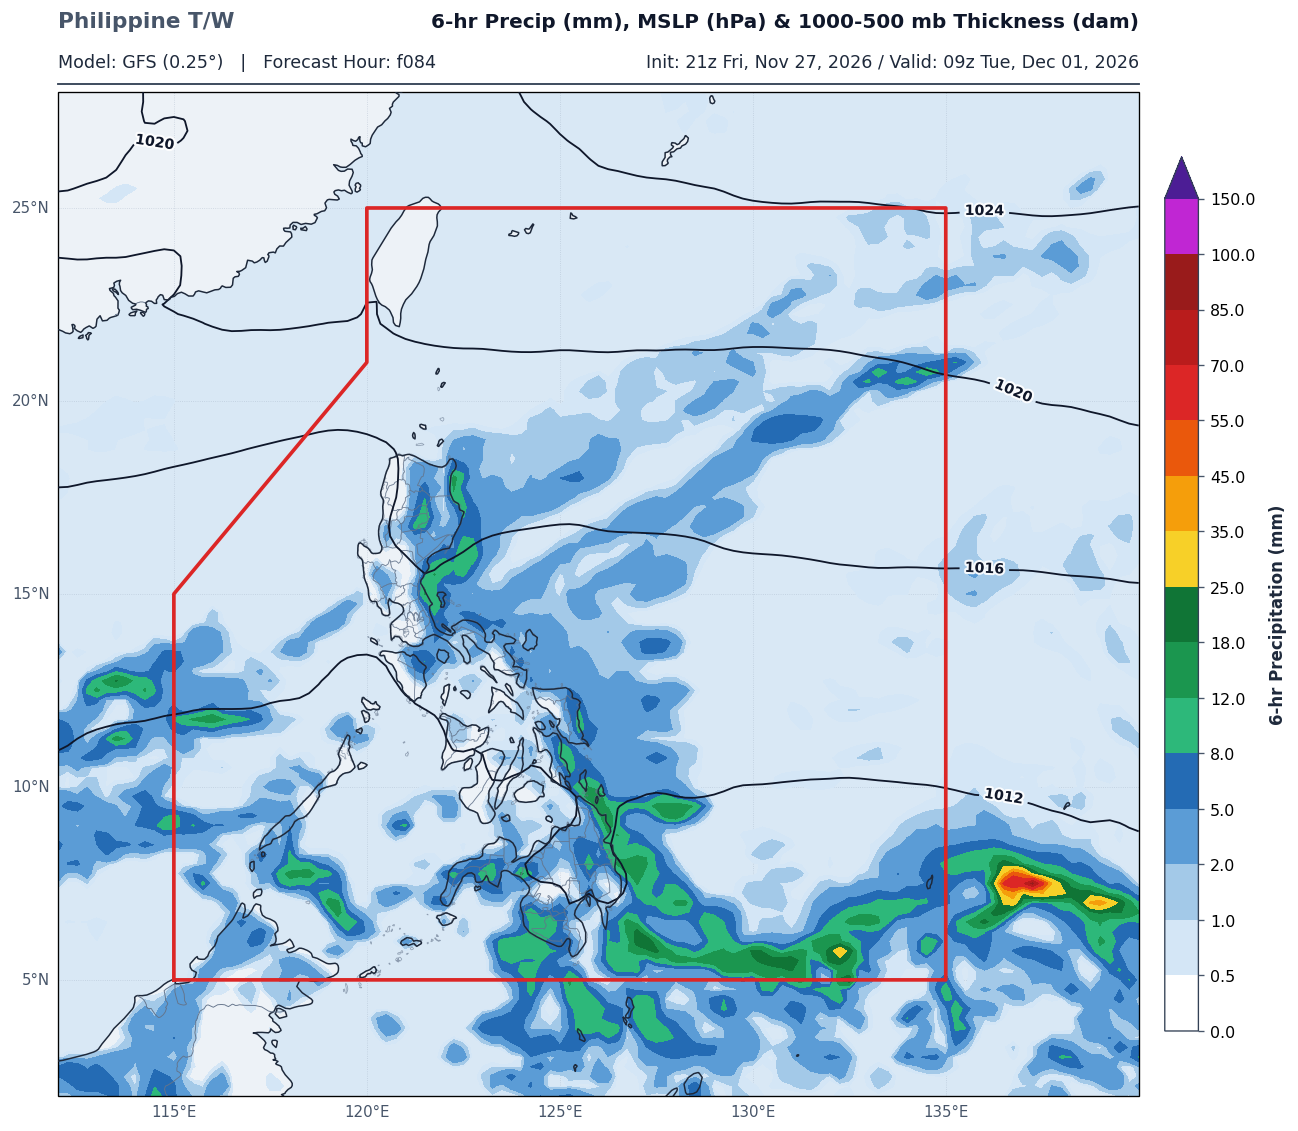 Philippine T/W
6-hr Precip (mm), MSLP (hPa) & 1000-500 mb Thickness (dam)
Model: GFS (0.25°) | Forecast Hour: f084
Init: 21z Fri, Nov 27, 2026 / Valid: 09z Tue, Dec 01, 2026
1020
1024
1020
1016
1012
25°N
20°N
15°N
10°N
5°N
115°E
120°E
125°E
130°E
135°E
150.0
100.0
85.0
70.0
55.0
45.0
35.0
25.0
18.0
12.0
8.0
5.0
2.0
1.0
0.5
0.0
6-hr Precipitation (mm)